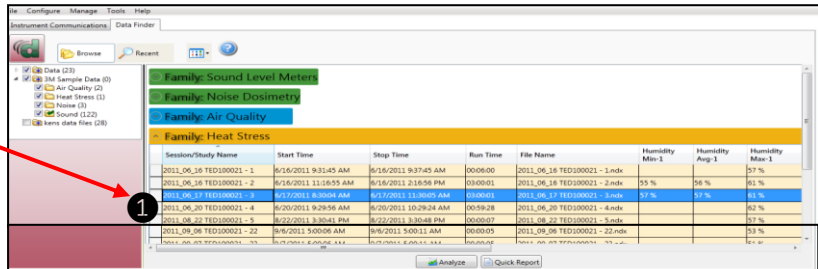 ile Configure Manage Tools Help
Instrument Communications Data Finder
Browse Recent
Data (23)
3M Sample Data (0)
Air Quality (2)
Heat Stress (1)
Noise (3)
Sound (122)
kens data files (28)
Family: Sound Level Meters
Family: Noise Dosimetry
Family: Air Quality
Family: Heat Stress
Session/Study Name Start Time Stop Time Run Time File Name Humidity Min-1 Humidity Avg-1 Humidity Max-1
2011_06_16 TED100021 - 1 6/16/2011 9:31:45 AM 6/16/2011 9:37:45 AM 00:06:00 2011_06_16 TED100021 - 1.ndx 57 %
2011_06_16 TED100021 - 2 6/16/2011 11:16:55 AM 6/16/2011 2:16:56 PM 03:00:01 2011_06_16 TED100021 - 2.ndx 55 % 56 % 61 %
1 2011_06_17 TED100021 - 3 6/17/2011 8:30:04 AM 6/17/2011 11:30:05 AM 03:00:01 2011_06_17 TED100021 - 3.ndx 57 % 57 % 61 %
2011_06_20 TED100021 - 4 6/20/2011 9:29:56 AM 6/20/2011 10:29:24 AM 00:59:28 2011_06_20 TED100021 - 4.ndx 62 %
2011_08_22 TED100021 - 5 8/22/2011 3:30:41 PM 8/22/2011 3:30:48 PM 00:00:07 2011_08_22 TED100021 - 5.ndx 57 %
2011_09_06 TED100021 - 22 9/6/2011 5:00:06 AM 9/6/2011 5:00:11 AM 00:00:05 2011_09_06 TED100021 - 22.ndx 53 %
Analyze Quick Report